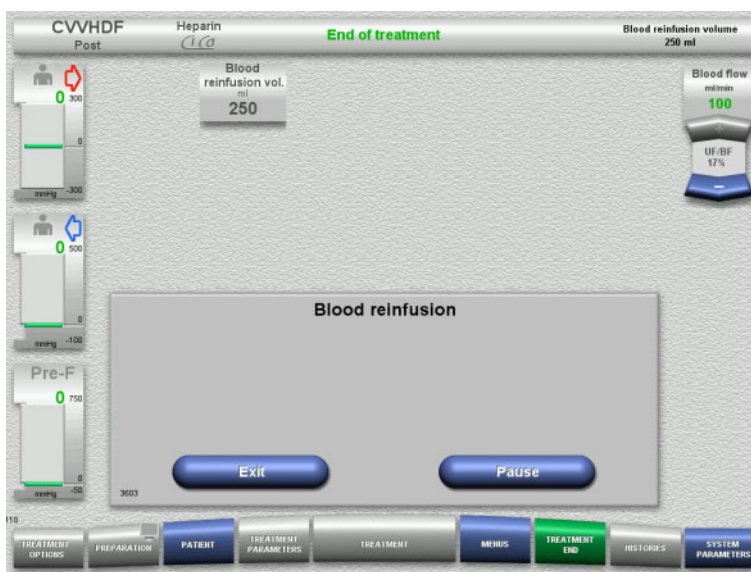 CVVHDF
Post
Heparin
Ci Ca
End of treatment
Blood reinfusion volume
250 ml
0
300
0
mmHg
-300
Blood
reinfusion vol.
ml
250
Blood flow
ml/min
100
+
UF/BF
17%
−
0
500
0
mmHg
-100
Pre-F
0
750
0
mmHg
-50
Blood reinfusion
Exit
Pause
3603
TREATMENT
OPTIONS
PREPARATION
PATIENT
TREATMENT
PARAMETERS
TREATMENT
MENUS
TREATMENT
END
HISTORIES
SYSTEM
PARAMETERS